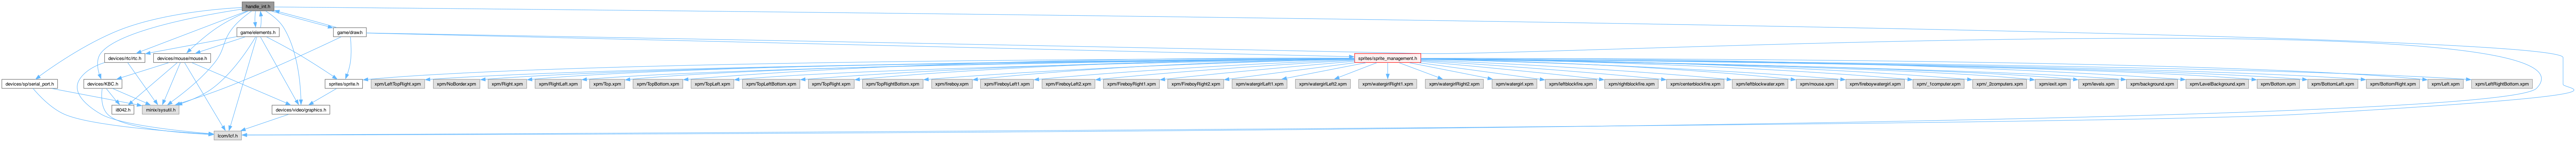 handle_int.h
game/elements.h
game/draw.h
devices/rtc/rtc.h
devices/mouse/mouse.h
sprites/sprite_management.h
devices/sp/serial_port.h
devices/KBC.h
sprites/sprite.h
xpm/LeftTopRight.xpm
xpm/NoBorder.xpm
xpm/Right.xpm
xpm/RightLeft.xpm
xpm/Top.xpm
xpm/TopBottom.xpm
xpm/TopLeft.xpm
xpm/TopLeftBottom.xpm
xpm/TopRight.xpm
xpm/TopRightBottom.xpm
xpm/fireboy.xpm
xpm/FireboyLeft1.xpm
xpm/FireboyLeft2.xpm
xpm/FireboyRight1.xpm
xpm/FireboyRight2.xpm
xpm/watergirlLeft1.xpm
xpm/watergirlLeft2.xpm
xpm/watergirlRight1.xpm
xpm/watergirlRight2.xpm
xpm/watergirl.xpm
xpm/leftblockfire.xpm
xpm/rightblockfire.xpm
xpm/centerblockfire.xpm
xpm/leftblockwater.xpm
xpm/mouse.xpm
xpm/fireboywatergirl.xpm
xpm/_1computer.xpm
xpm/_2computers.xpm
xpm/exit.xpm
xpm/levels.xpm
xpm/background.xpm
xpm/LevelBackground.xpm
xpm/Bottom.xpm
xpm/BottomLeft.xpm
xpm/BottomRight.xpm
xpm/Left.xpm
xpm/LeftRightBottom.xpm
i8042.h
minix/sysutil.h
devices/video/graphics.h
lcom/lcf.h